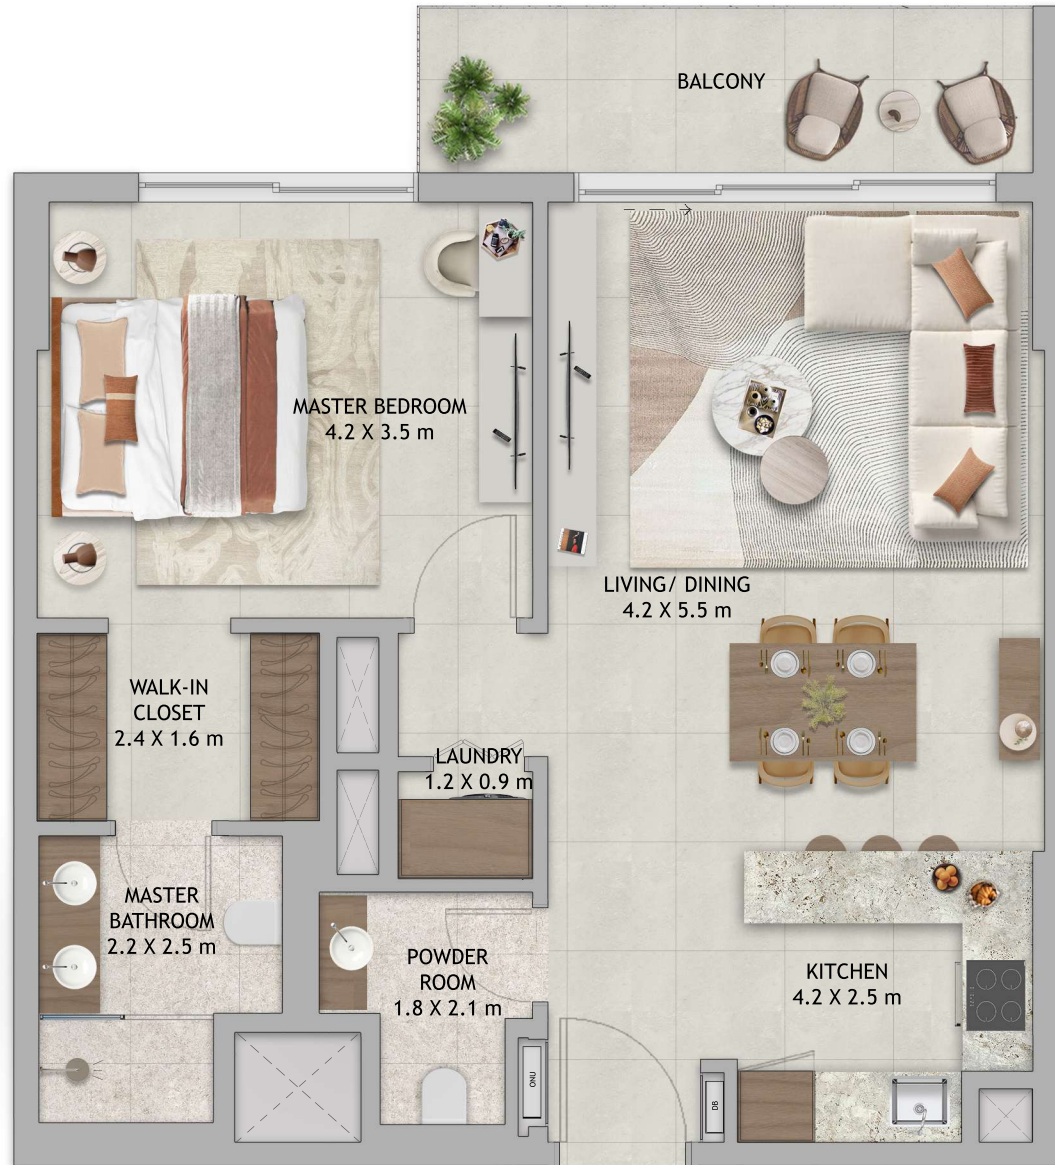 BALCONY
MASTER BEDROOM
4.2 X 3.5 m
LIVING/ DINING
4.2 X 5.5 m
WALK-IN
CLOSET
2.4 X 1.6 m
LAUNDRY
1.2 X 0.9 m
MASTER
BATHROOM
2.2 X 2.5 m
POWDER
ROOM
1.8 X 2.1 m
KITCHEN
4.2 X 2.5 m
ONU
DB